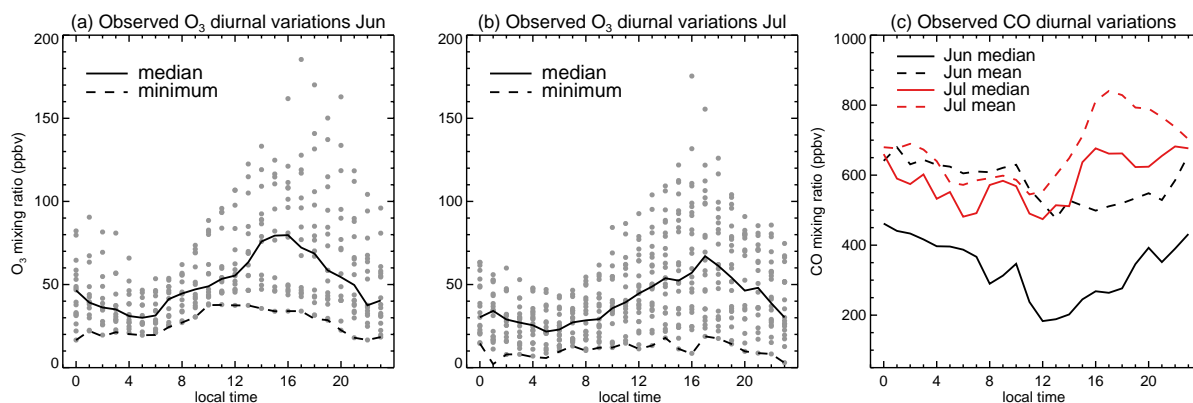 (a) Observed O3 diurnal variations Jun
200
150
100
50
0
O3 mixing ratio (ppbv)
median
minimum
0 4 8 12 16 20
local time
(b) Observed O3 diurnal variations Jul
200
150
100
50
0
median
minimum
0 4 8 12 16 20
local time
(c) Observed CO diurnal variations
1000
800
600
400
200
CO mixing ratio (ppbv)
Jun median
Jun mean
Jul median
Jul mean
0 4 8 12 16 20
local time